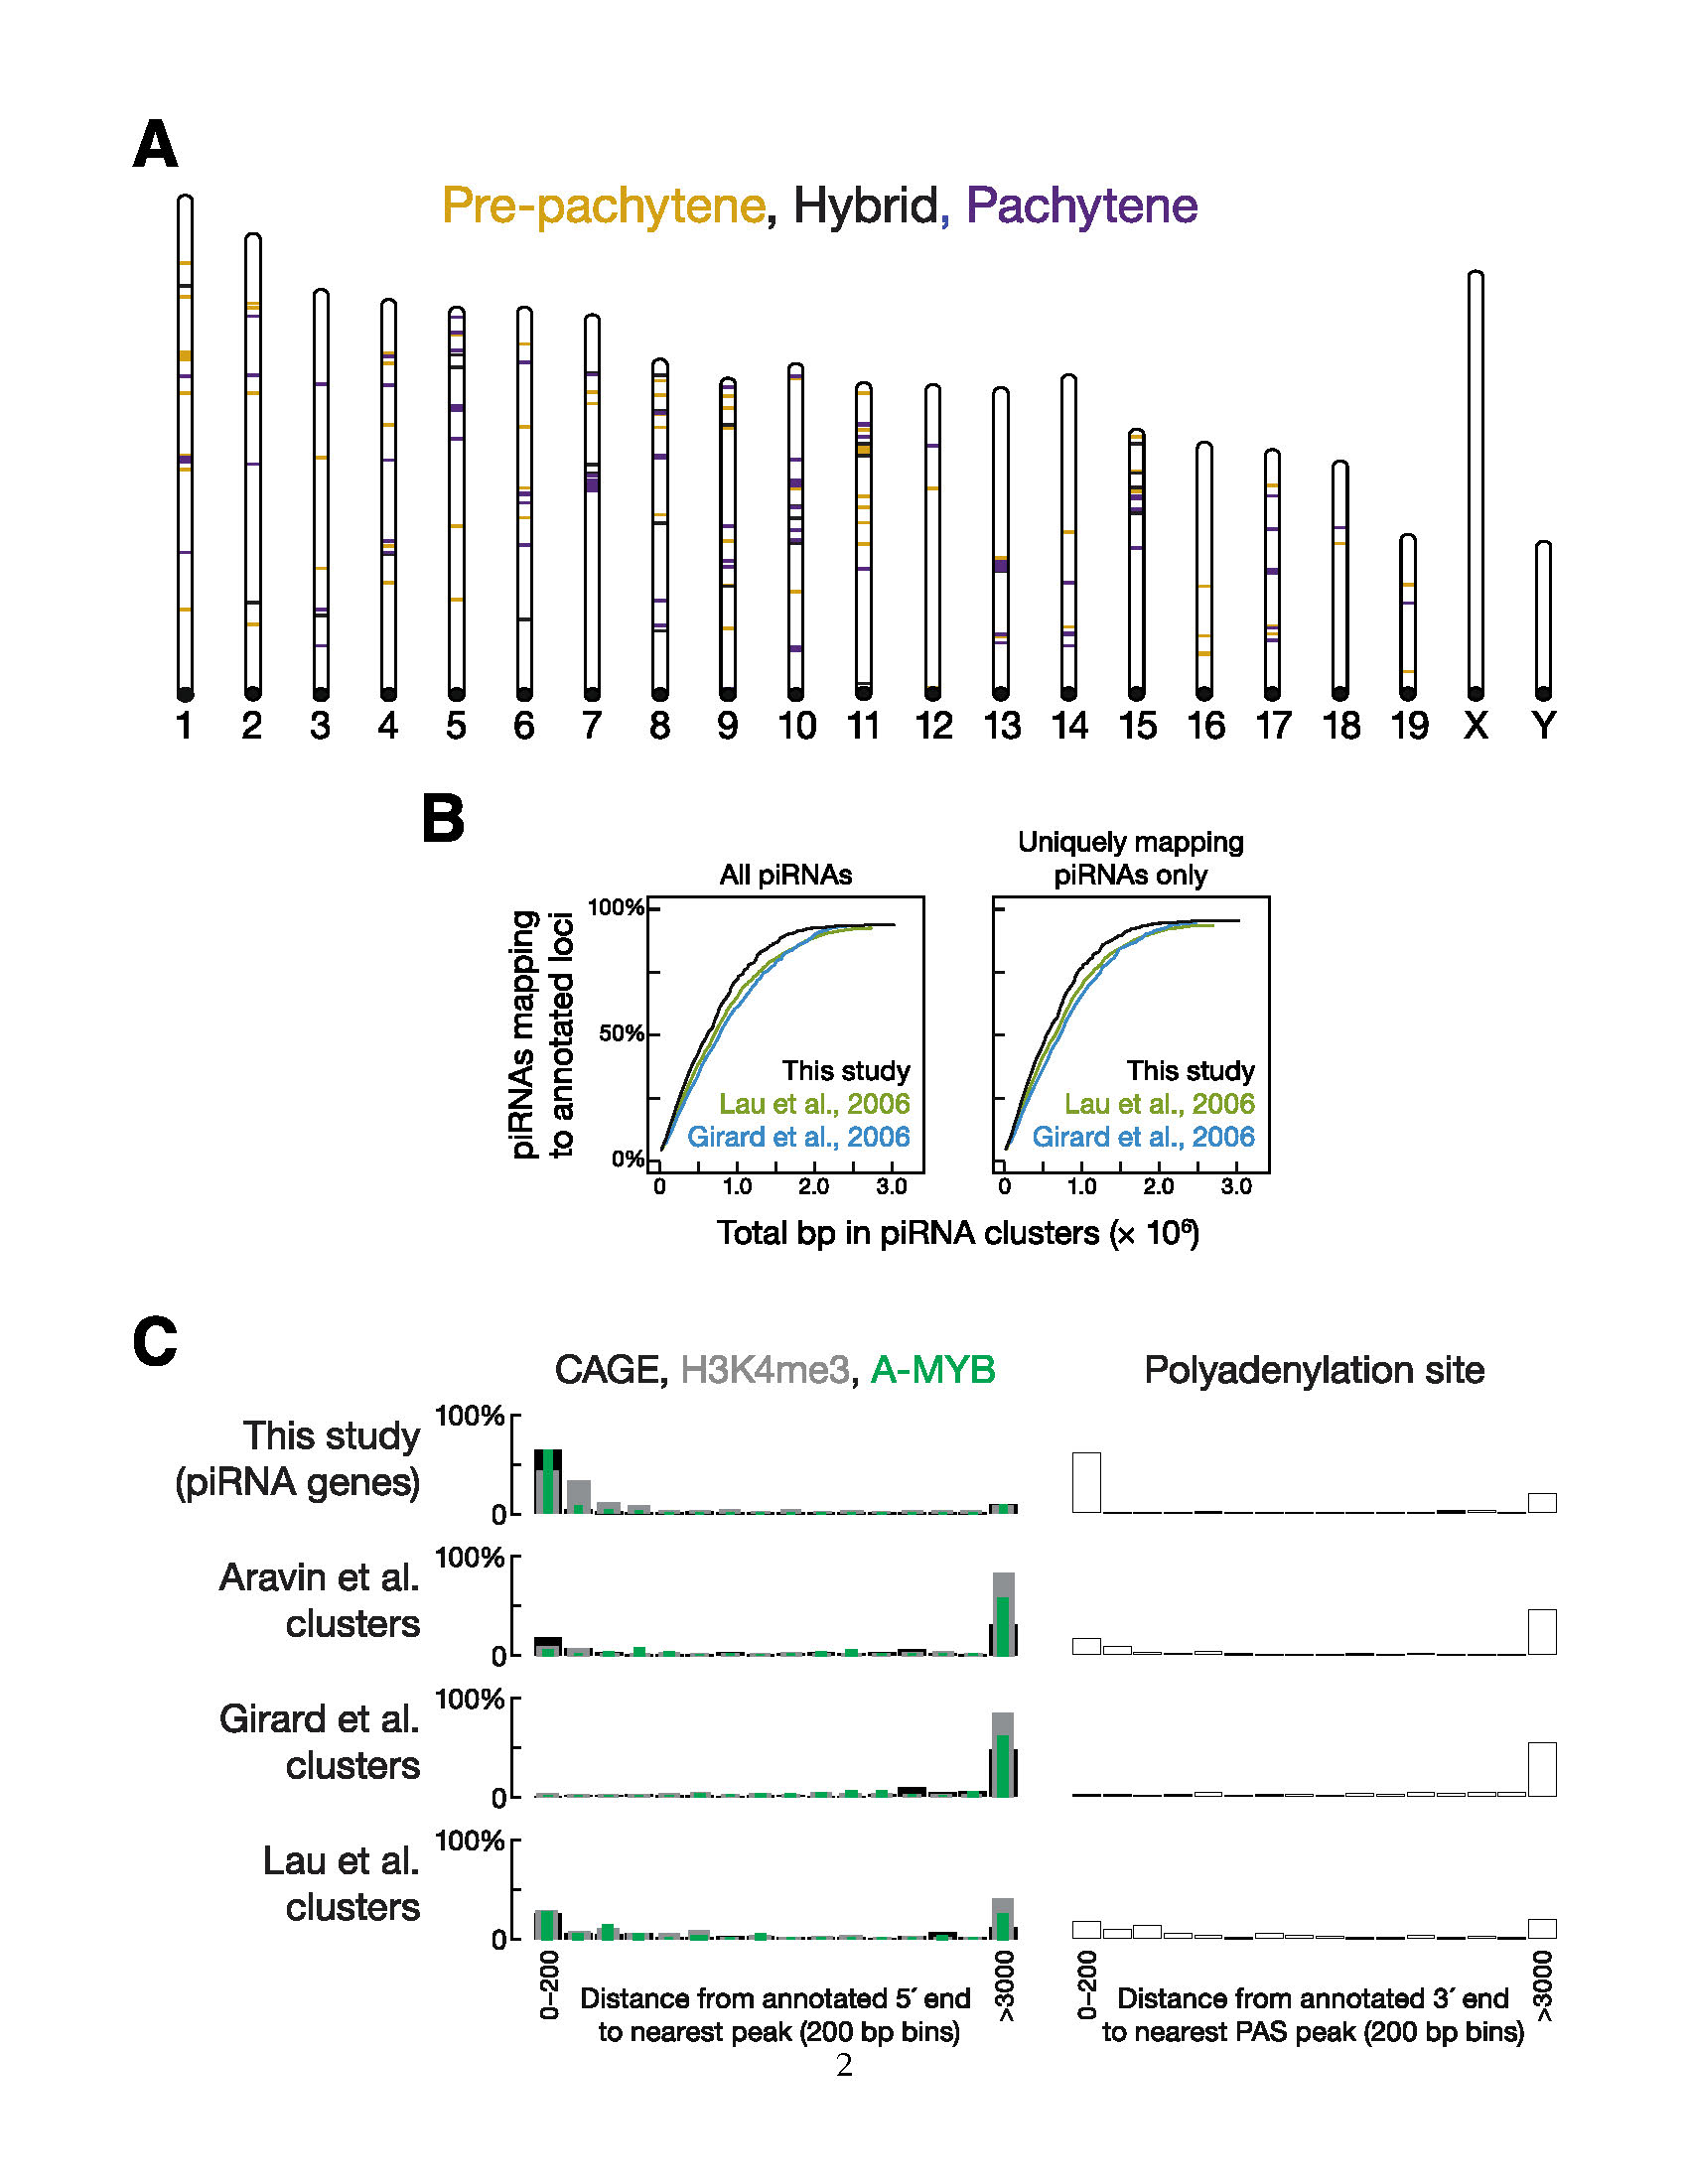 A
Pre-pachytene, Hybrid, Pachytene
1 2 3 4 5 6 7 8 9 10 11 12 13 14 15 16 17 18 19 X Y
B
All piRNAs
Uniquely mapping
piRNAs only
piRNAs mapping
to annotated loci
100%
50%
0%
This study
Lau et al., 2006
Girard et al., 2006
This study
Lau et al., 2006
Girard et al., 2006
0 1.0 2.0 3.0
0 1.0 2.0 3.0
Total bp in piRNA clusters (× 10⁶)
C
CAGE, H3K4me3, A-MYB
Polyadenylation site
This study
(piRNA genes)
100%
0
Aravin et al.
clusters
100%
0
Girard et al.
clusters
100%
0
Lau et al.
clusters
100%
0
0–200
Distance from annotated 5´ end
to nearest peak (200 bp bins)
>3000
0–200
Distance from annotated 3´ end
to nearest PAS peak (200 bp bins)
>3000
2